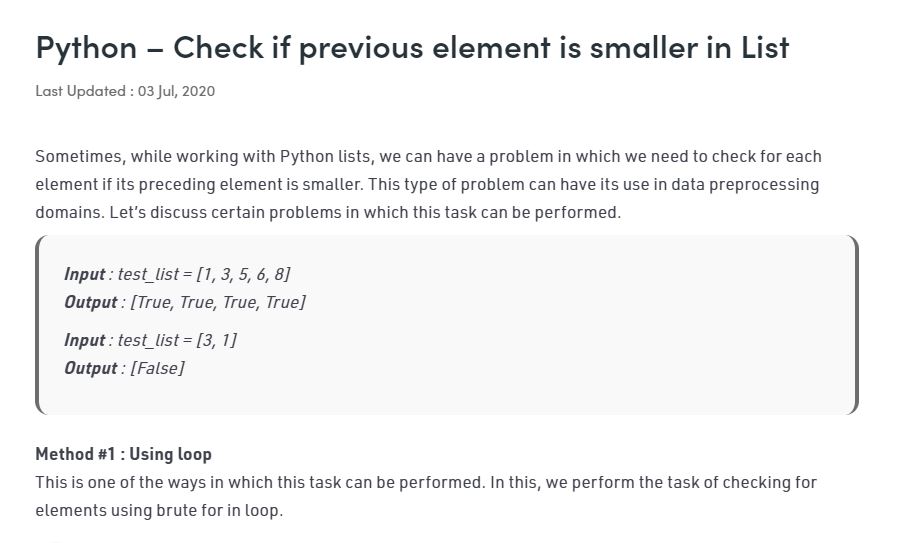 Python – Check if previous element is smaller in List
Last Updated : 03 Jul, 2020
Sometimes, while working with Python lists, we can have a problem in which we need to check for each
element if its preceding element is smaller. This type of problem can have its use in data preprocessing
domains. Let’s discuss certain problems in which this task can be performed.
Input : test_list = [1, 3, 5, 6, 8]
Output : [True, True, True, True]
Input : test_list = [3, 1]
Output : [False]
Method #1 : Using loop
This is one of the ways in which this task can be performed. In this, we perform the task of checking for
elements using brute for in loop.